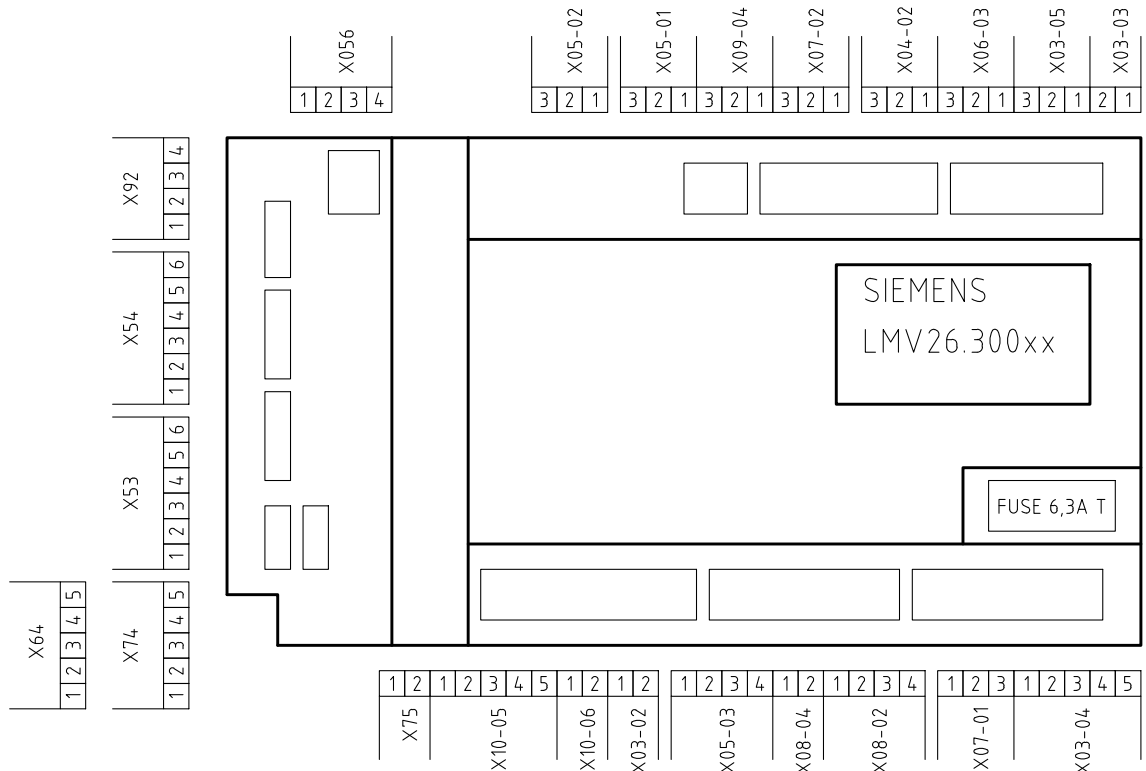 X056
1 2 3 4
X05-02
3 2 1
X05-01 X09-04 X07-02
3 2 1 3 2 1 3 2 1
X04-02 X06-03 X03-05 X03-03
3 2 1 3 2 1 3 2 1 2 1
X92
1 2 3 4
X54
1 2 3 4 5 6
X53
1 2 3 4 5 6
X64
1 2 3 4 5
X74
1 2 3 4 5
SIEMENS
LMV26.300xx
FUSE 6,3A T
1 2 1 2 3 4 5 1 2 1 2
X75 X10-05 X10-06 X03-02
1 2 3 4 1 2 1 2 3 4
X05-03 X08-04 X08-02
1 2 3 1 2 3 4 5
X07-01 X03-04